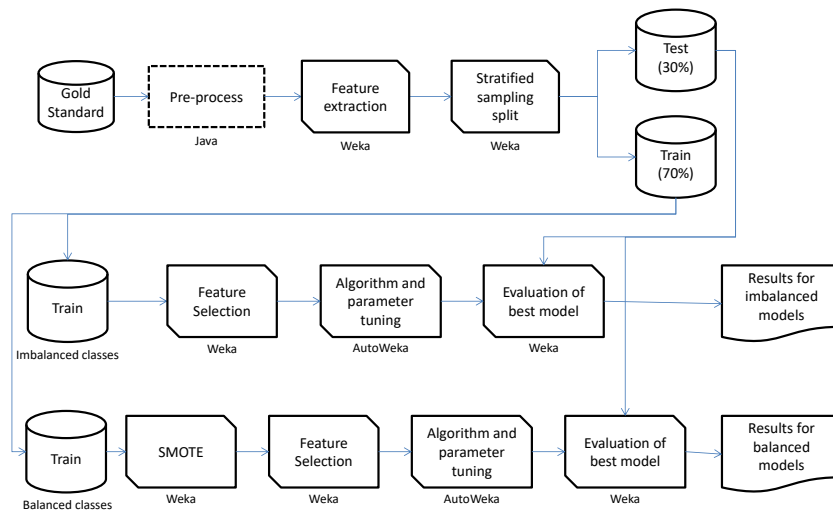 Gold
Standard
Pre-process
Java
Feature
extraction
Weka
Stratified
sampling
split
Weka
Test
(30%)
Train
(70%)
Train
Imbalanced classes
Feature
Selection
Weka
Algorithm and
parameter
tuning
AutoWeka
Evaluation of
best model
Weka
Results for
imbalanced
models
Train
Balanced classes
SMOTE
Weka
Feature
Selection
Weka
Algorithm and
parameter
tuning
AutoWeka
Evaluation of
best model
Weka
Results for
balanced
models